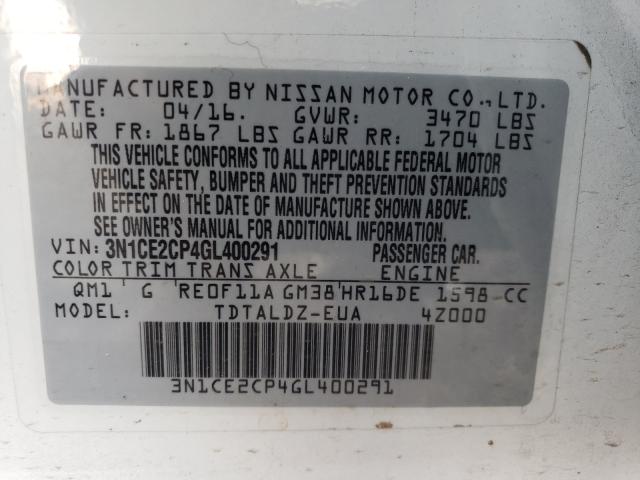 MANUFACTURED BY NISSAN MOTOR CO., LTD.
DATE: 04/16. GVWR: 3470 LBS
GAWR FR: 1867 LBS GAWR RR: 1704 LBS
THIS VEHICLE CONFORMS TO ALL APPLICABLE FEDERAL MOTOR
VEHICLE SAFETY, BUMPER AND THEFT PREVENTION STANDARDS
IN EFFECT ON THE DATE OF MANUFACTURE SHOWN ABOVE.
SEE OWNER'S MANUAL FOR ADDITIONAL INFORMATION.
VIN: 3N1CE2CP4GL400291 PASSENGER CAR.
COLOR TRIM TRANS AXLE ENGINE
QM1 ' G ' RE0F11A GM38 ' HR16DE 1598 CC
MODEL: TDTALDZ-EUA 4Z000
3N1CE2CP4GL400291